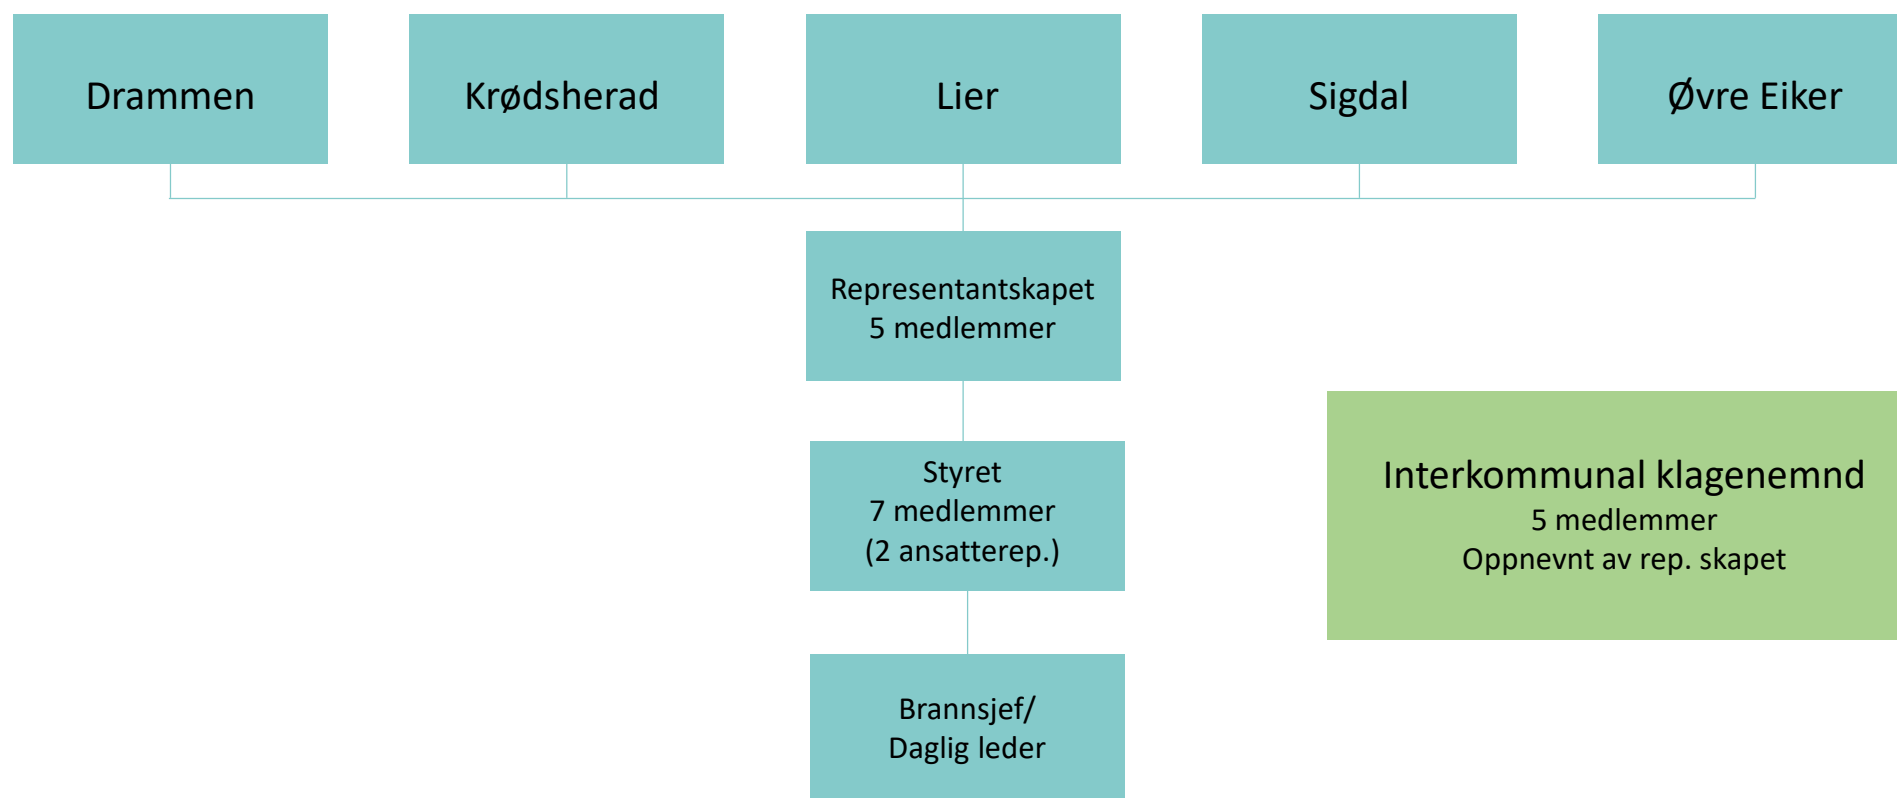 Drammen
Krødsherad
Lier
Sigdal
Øvre Eiker
Representantskapet
5 medlemmer
Styret
7 medlemmer
(2 ansatterep.)
Interkommunal klagenemnd
5 medlemmer
Oppnevnt av rep. skapet
Brannsjef/
Daglig leder